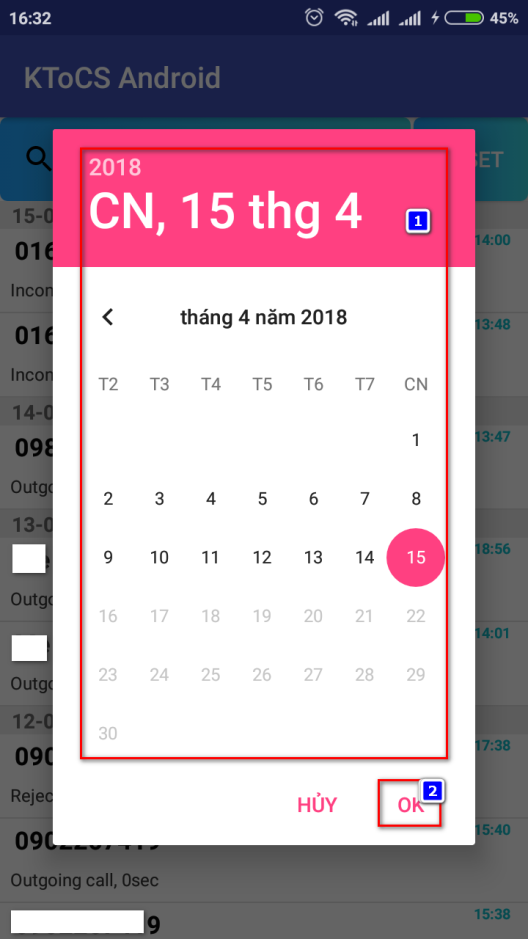 16:32
45%
KToCS Android
SET
2018
CN, 15 thg 4
1
15-0
14:00
016
Incon
tháng 4 năm 2018
13:48
016
Incon
T2 T3 T4 T5 T6 T7 CN
14-0
1
13:47
098
Outgo
2 3 4 5 6 7 8
13-0
9 10 11 12 13 14 15
18:56
Outgo
16 17 18 19 20 21 22
14:01
23 24 25 26 27 28 29
Outgo
12-0
30
17:38
090
Rejec
HỦY
OK
2
15:40
0902267419
Outgoing call, 0sec
15:38
9